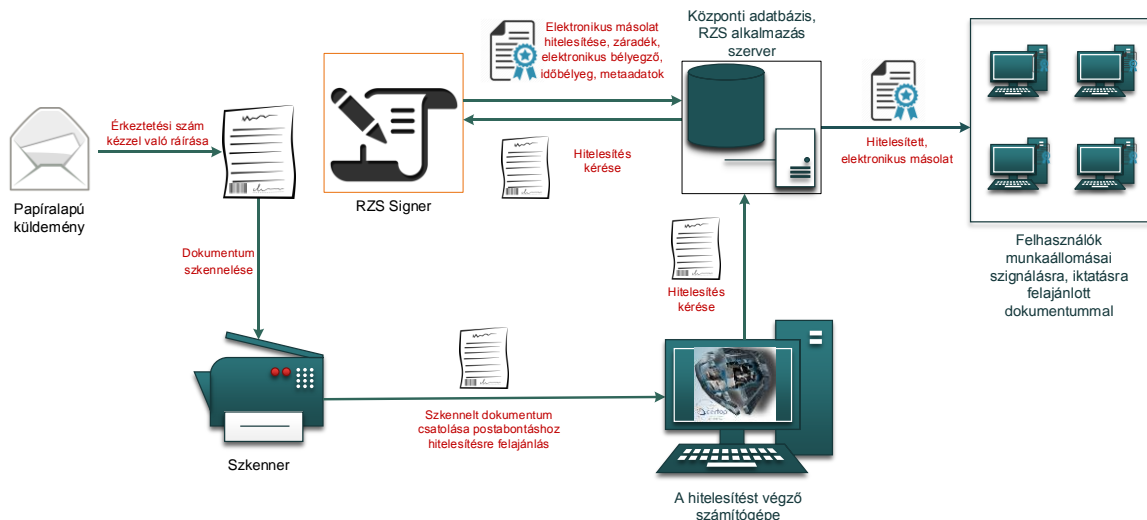 Elektronikus másolat
hitelesítése, záradék,
elektronikus bélyegző,
időbélyeg, metaadatok
Központi adatbázis,
RZS alkalmazás
szerver
Érkeztetési szám
kézzel való ráírása
Hitelesítés
kérése
Hitelesített,
elektronikus másolat
Papíralapú
küldemény
RZS Signer
Dokumentum
szkennelése
Hitelesítés
kérése
Felhasználók
munkaállomásai
szignálásra, iktatásra
felajánlott
dokumentummal
Szkennelt dokumentum
csatolása postabontáshoz
hitelesítésre felajánlás
certop
Szkenner
A hitelesítést végző
számítógépe